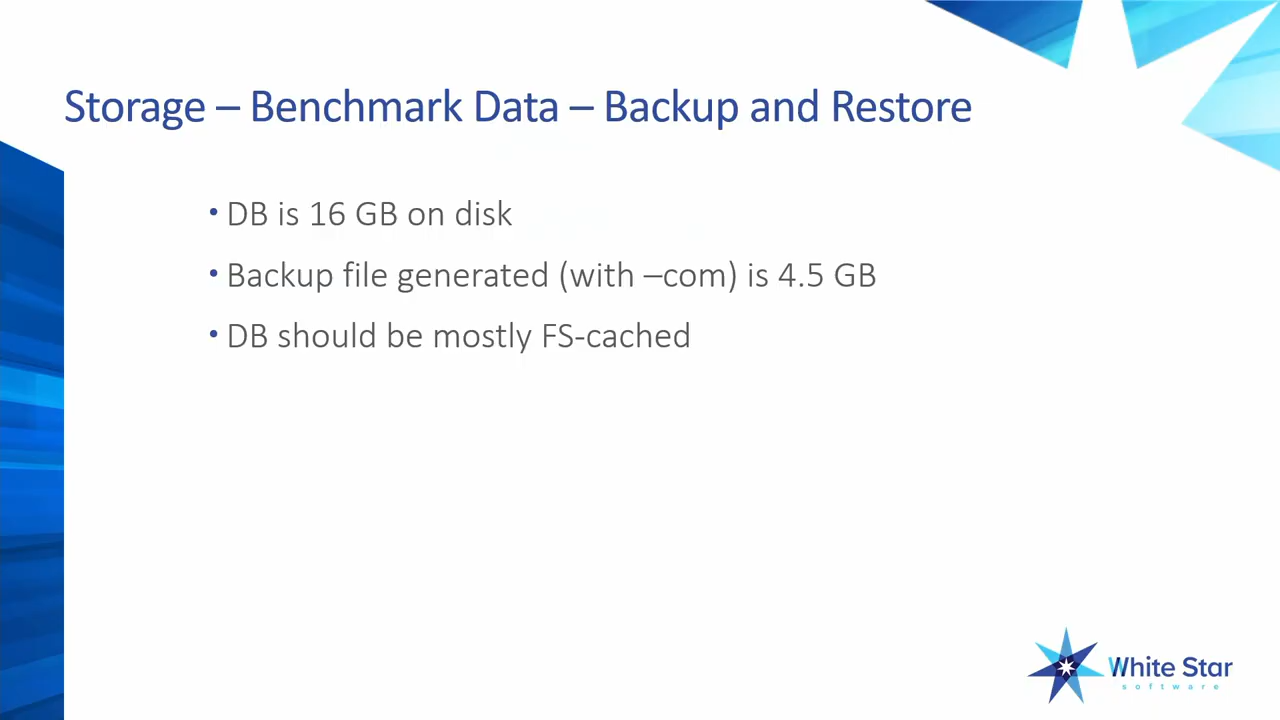 Storage – Benchmark Data – Backup and Restore
• DB is 16 GB on disk
• Backup file generated (with –com) is 4.5 GB
• DB should be mostly FS-cached
White Star
software